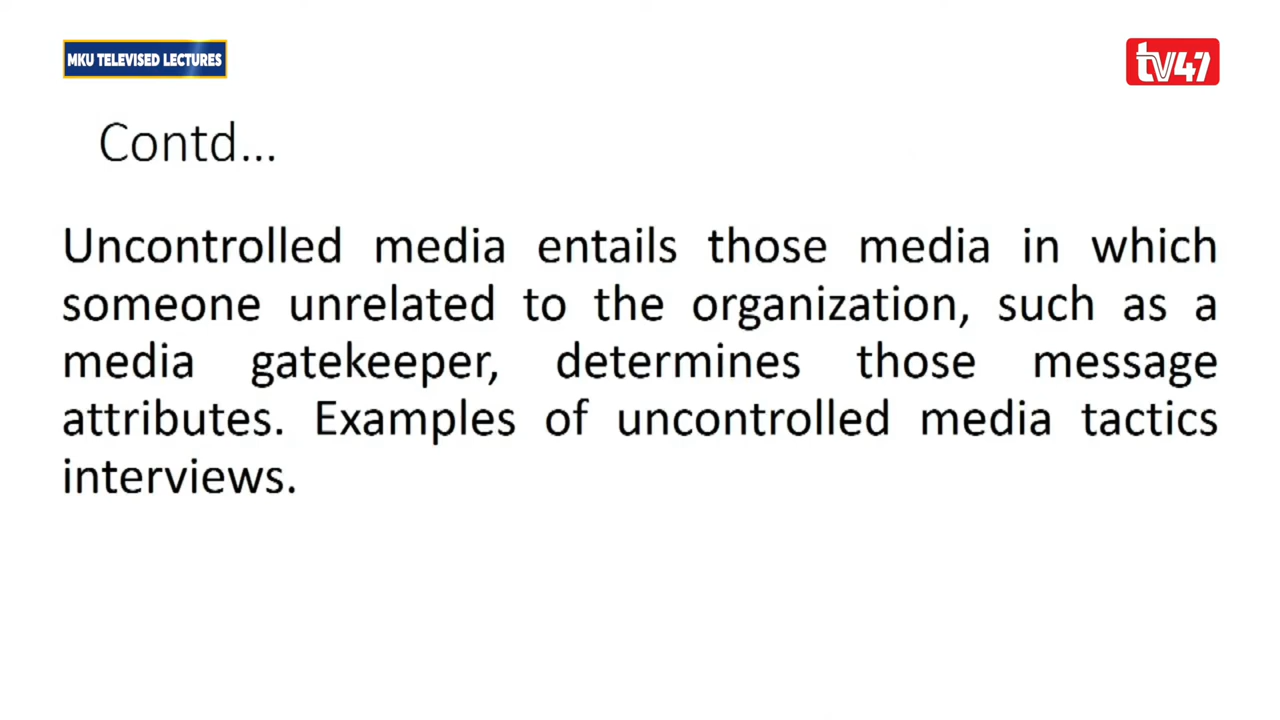 MKU TELEVISED LECTURES
tv47
Contd...
Uncontrolled media entails those media in which
someone unrelated to the organization, such as a
media gatekeeper, determines those message
attributes. Examples of uncontrolled media tactics
interviews.